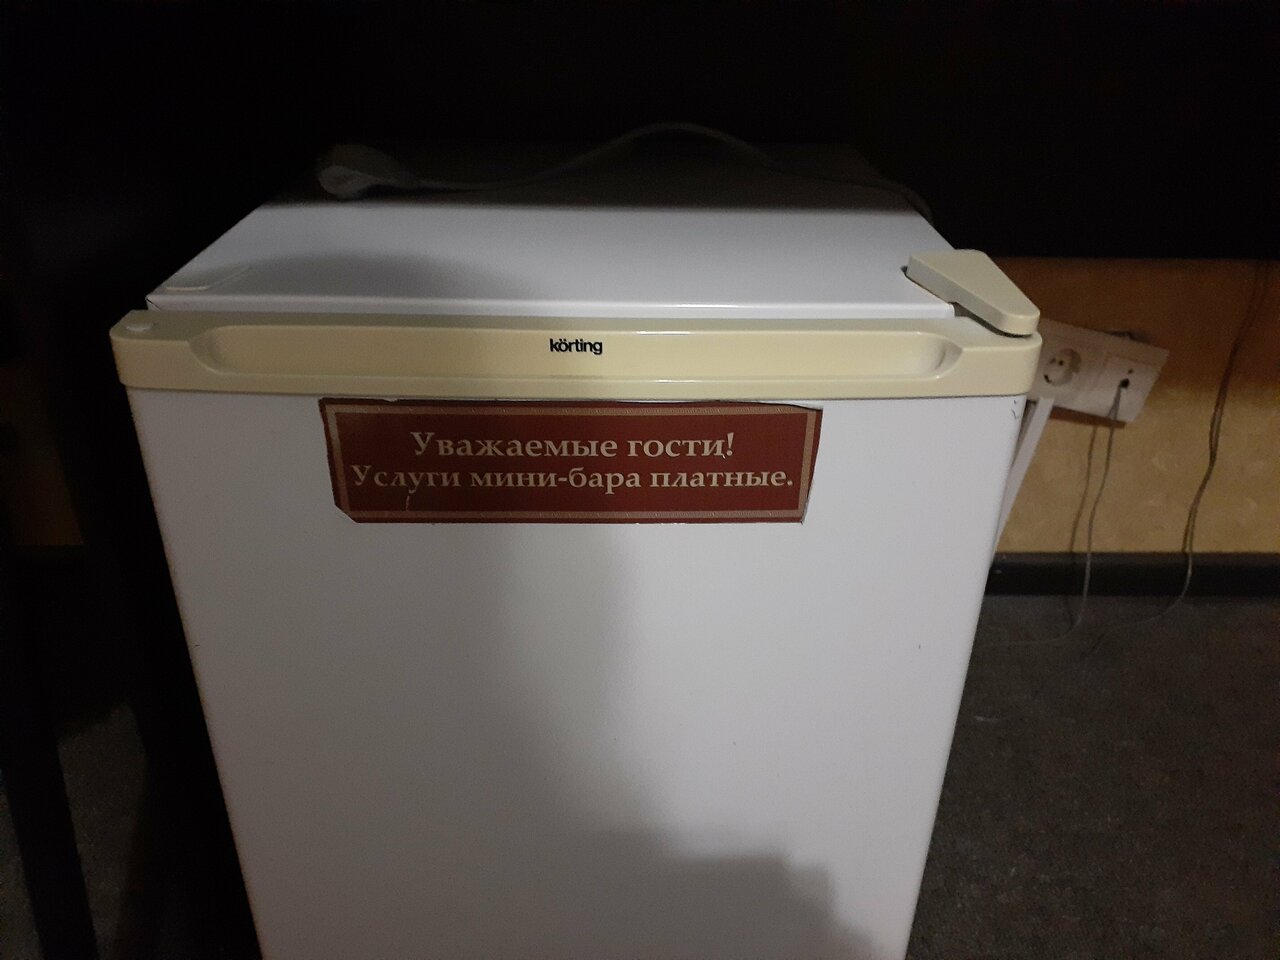 körting
Уважаемые гости!
Услуги мини-бара платные.